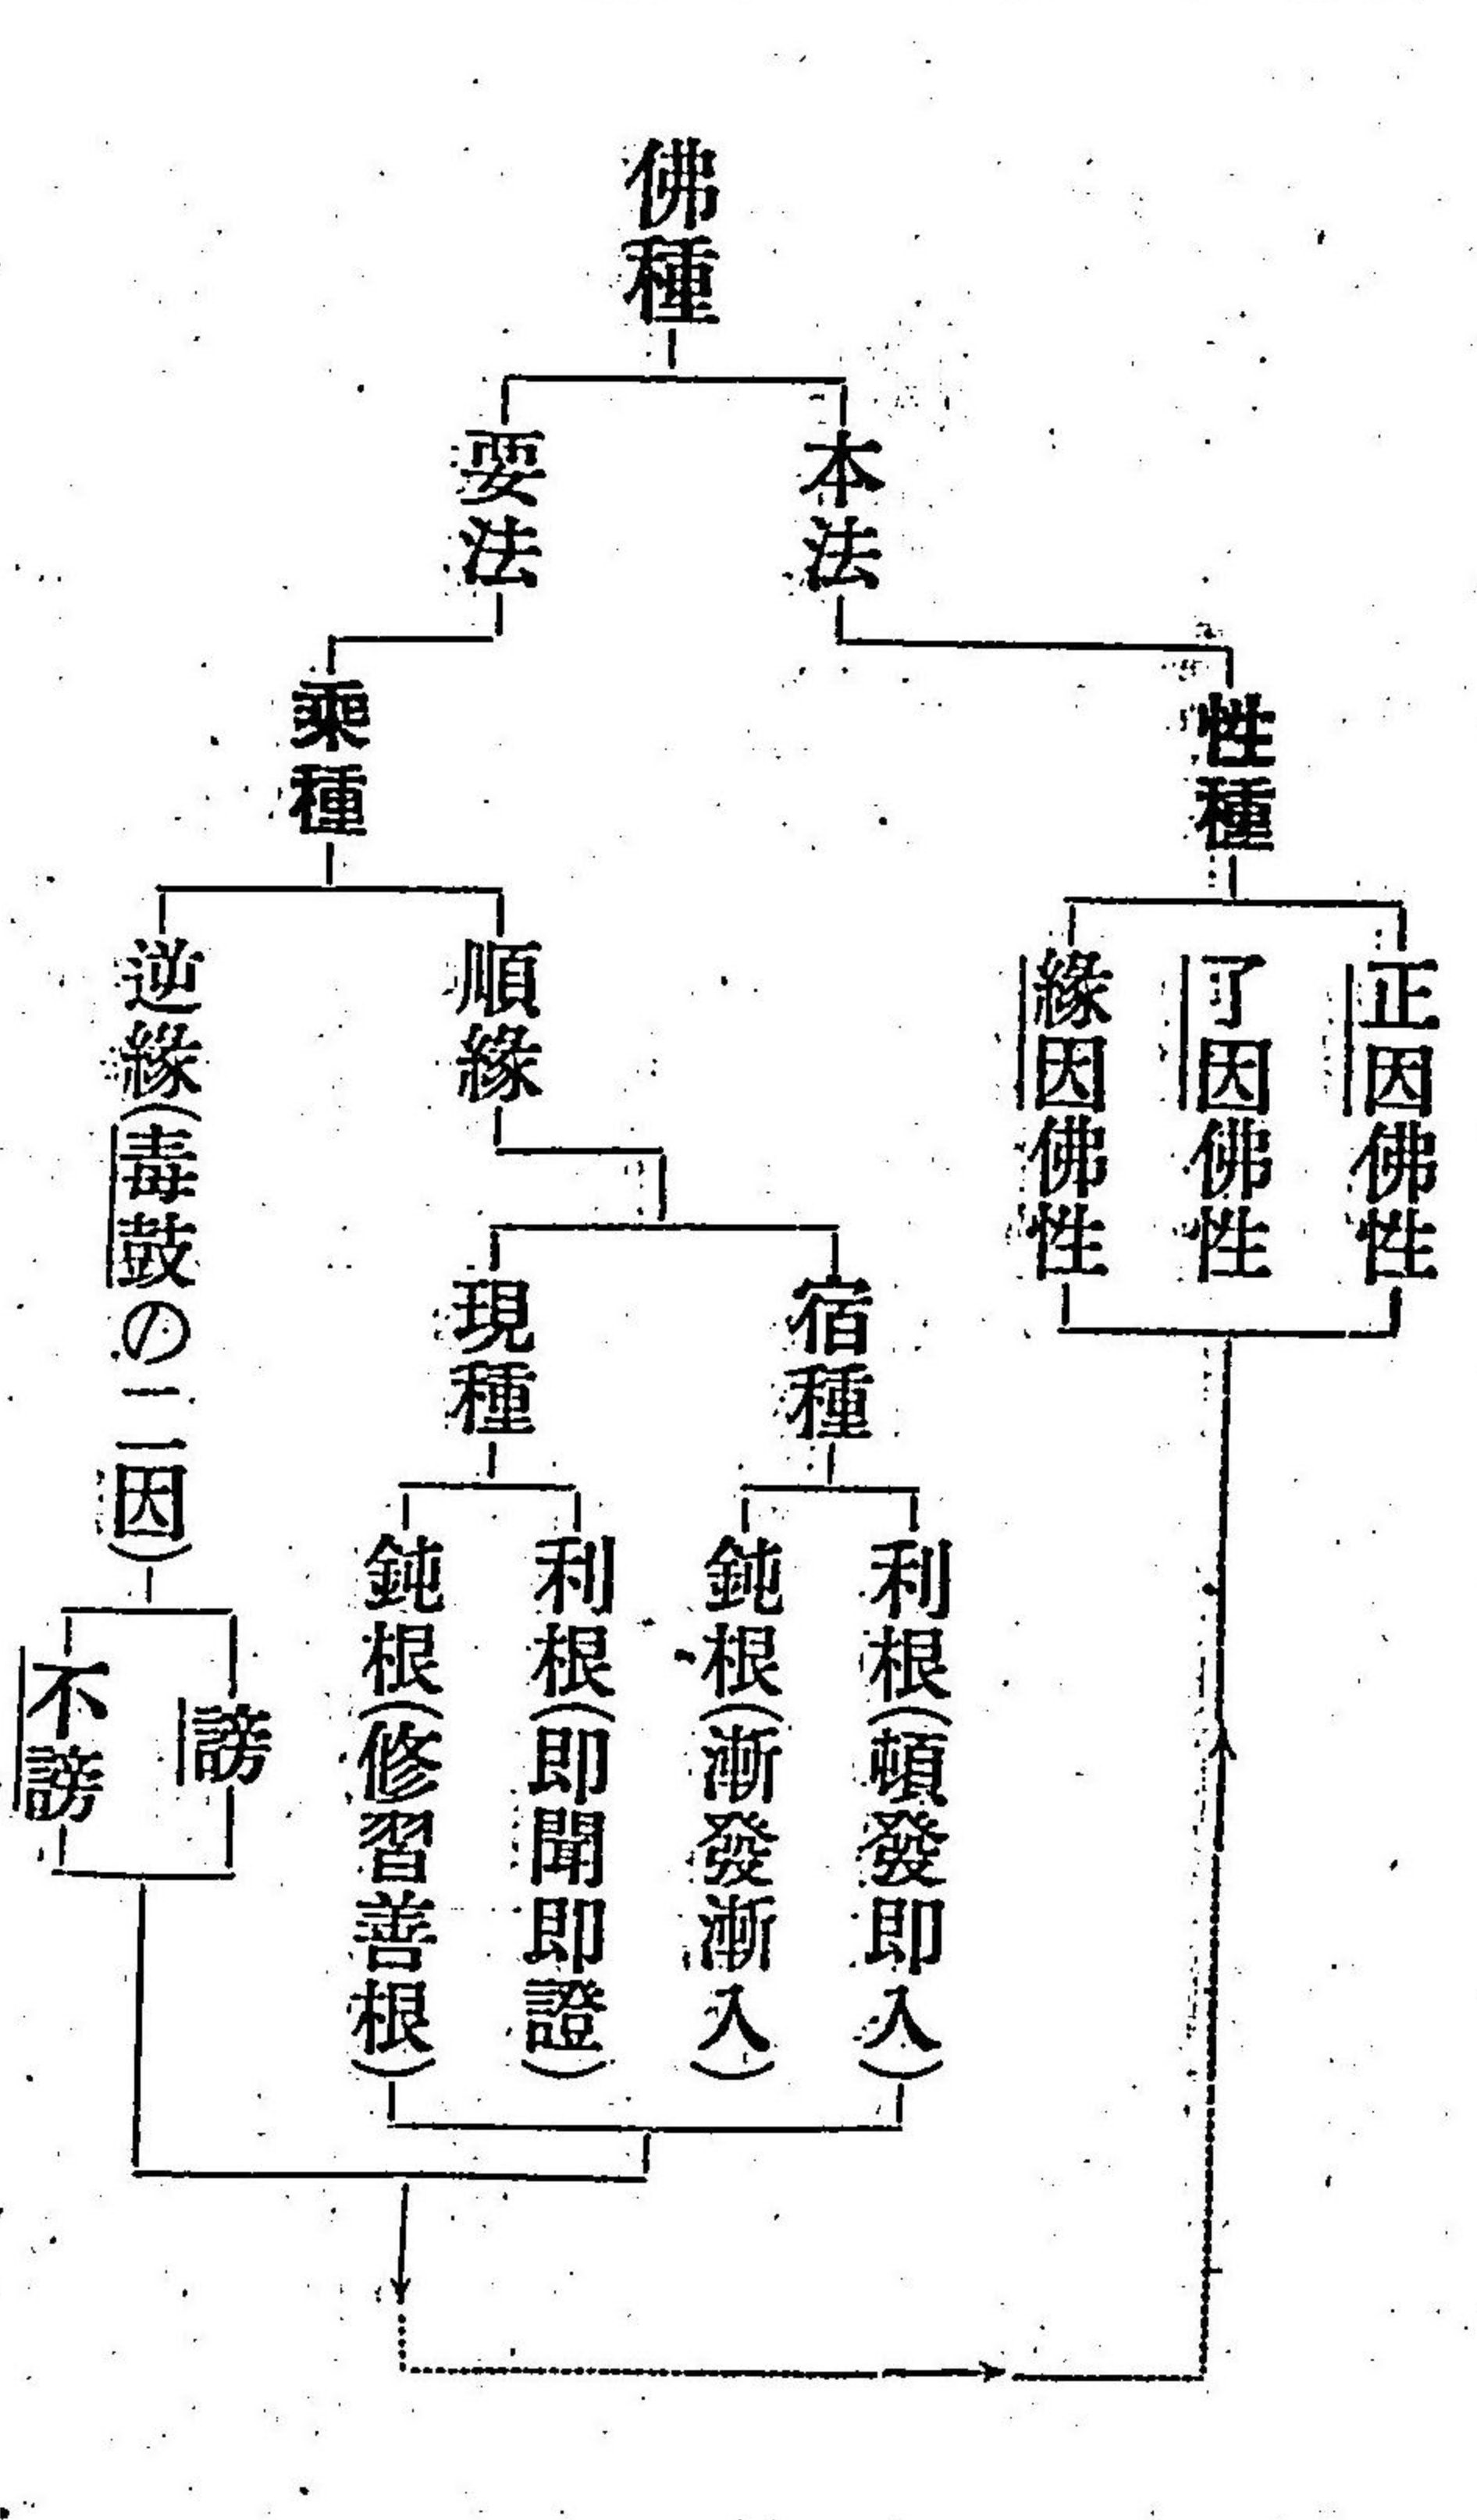 佛種
本法
要法
性種
乘種
正因佛性
了因佛性
緣因佛性
順緣
逆緣(毒鼓の二因)
宿種
現種
利根(頓發即入)
鈍根(漸發漸入)
利根(即聞即證)
鈍根(修習善根)
謗
不謗